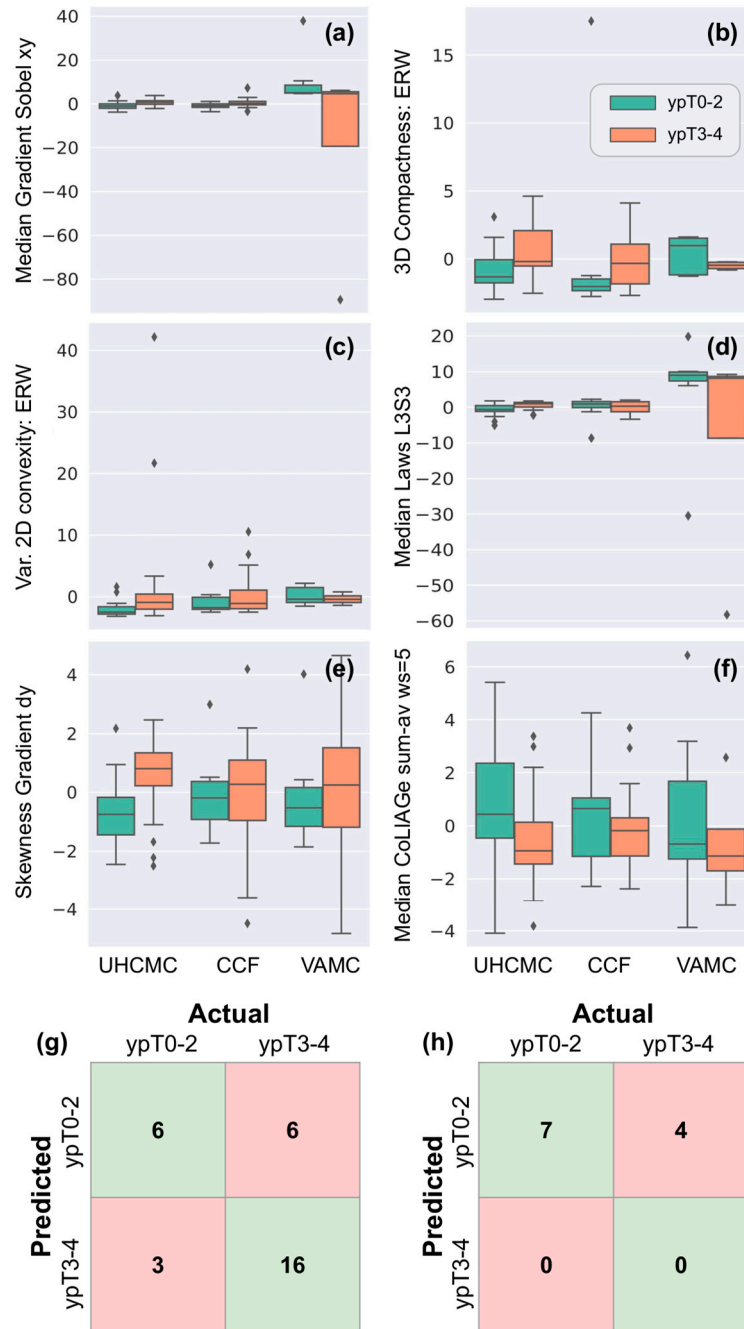 (a)
Median Gradient Sobel xy
40
20
0
−20
−40
−60
−80
(b)
3D Compactness: ERW
15
10
5
0
ypT0-2
ypT3-4
(c)
Var. 2D convexity: ERW
40
30
20
10
0
(d)
Median Laws L3S3
20
10
0
−10
−20
−30
−40
−50
−60
(e)
Skewness Gradient dy
4
2
0
−2
−4
UHCMC CCF VAMC
(f)
Median CoLIAGe sum-av ws=5
6
4
2
0
−2
−4
UHCMC CCF VAMC
(g)
Actual
ypT0-2 ypT3-4
Predicted
ypT0-2
6 6
ypT3-4
3 16
(h)
Actual
ypT0-2 ypT3-4
Predicted
ypT0-2
7 4
ypT3-4
0 0